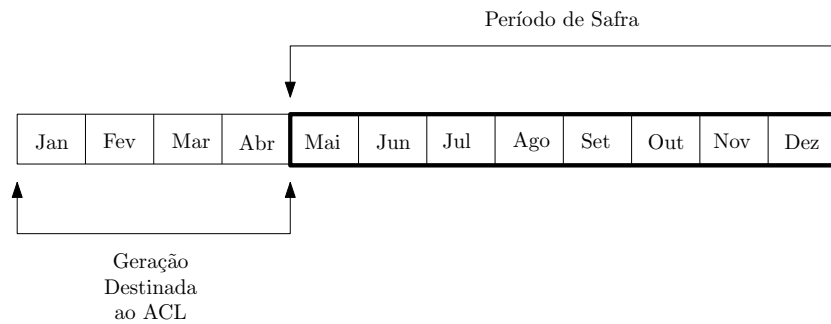 Período de Safra
Jan Fev Mar Abr Mai Jun Jul Ago Set Out Nov Dez
Geração
Destinada
ao ACL